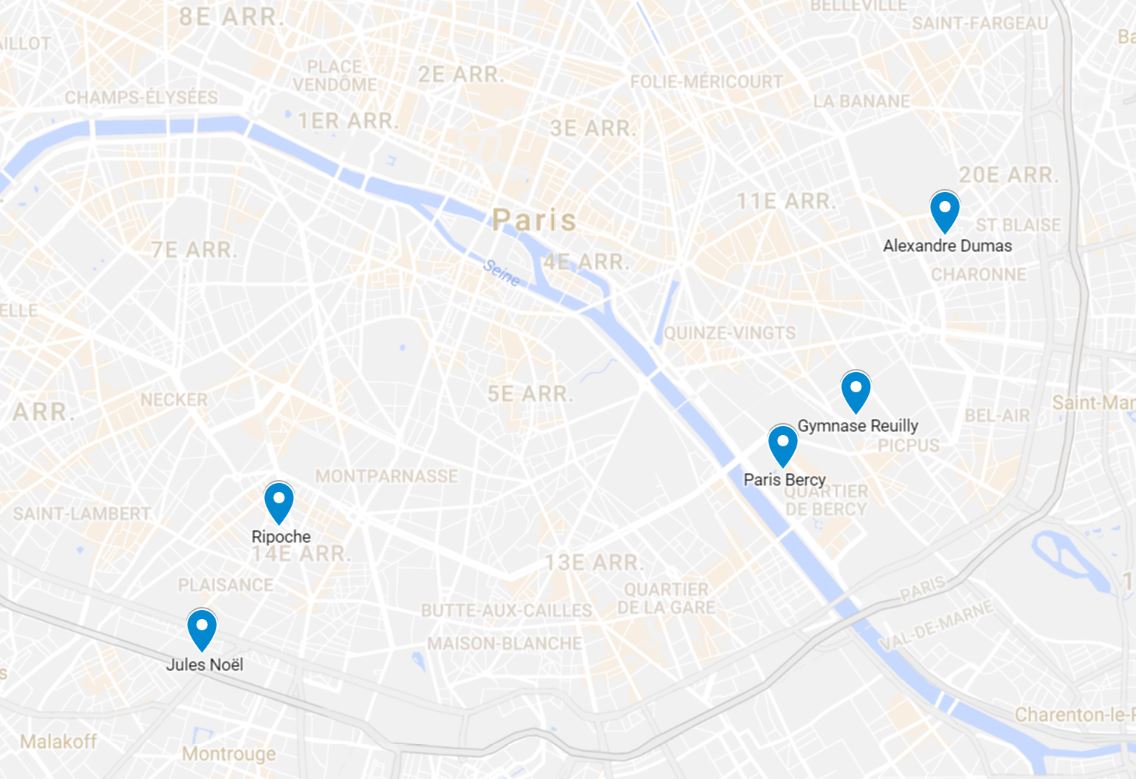 8E ARR.
BELLEVILLE
SAINT-FARGEAU
AILLOT
PLACE
VENDÔME
2E ARR.
FOLIE-MÉRICOURT
CHAMPS-ÉLYSÉES
LA BANANE
1ER ARR.
3E ARR.
20E ARR.
11E ARR.
Paris
ST BLAISE
Alexandre Dumas
7E ARR.
4E ARR.
Seine
CHARONNE
ELLE
QUINZE-VINGTS
NECKER
5E ARR.
ARR.
Saint-Mar
BEL-AIR
Gymnase Reuilly
PICPUS
MONTPARNASSE
Paris Bercy
QUARTIER
DE BERCY
SAINT-LAMBERT
Ripoche
14E ARR.
13E ARR.
PLAISANCE
QUARTIER
DE LA GARE
PARIS
VAL-DE-MARNE
BUTTE-AUX-CAILLES
MAISON-BLANCHE
Jules Noël
Charenton-le-P
Malakoff
Montrouge